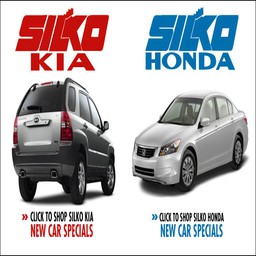 SILKO
KIA
» CLICK TO SHOP SILKO KIA
NEW CAR SPECIALS
SILKO
HONDA
» CLICK TO SHOP SILKO HONDA
NEW CAR SPECIALS